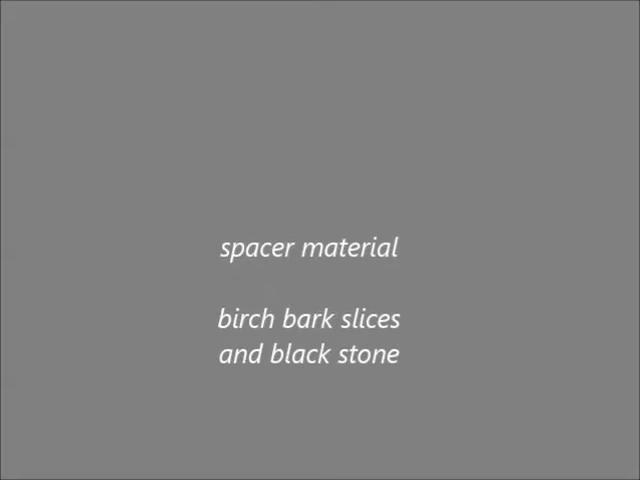 spacer material
birch bark slices
and black stone